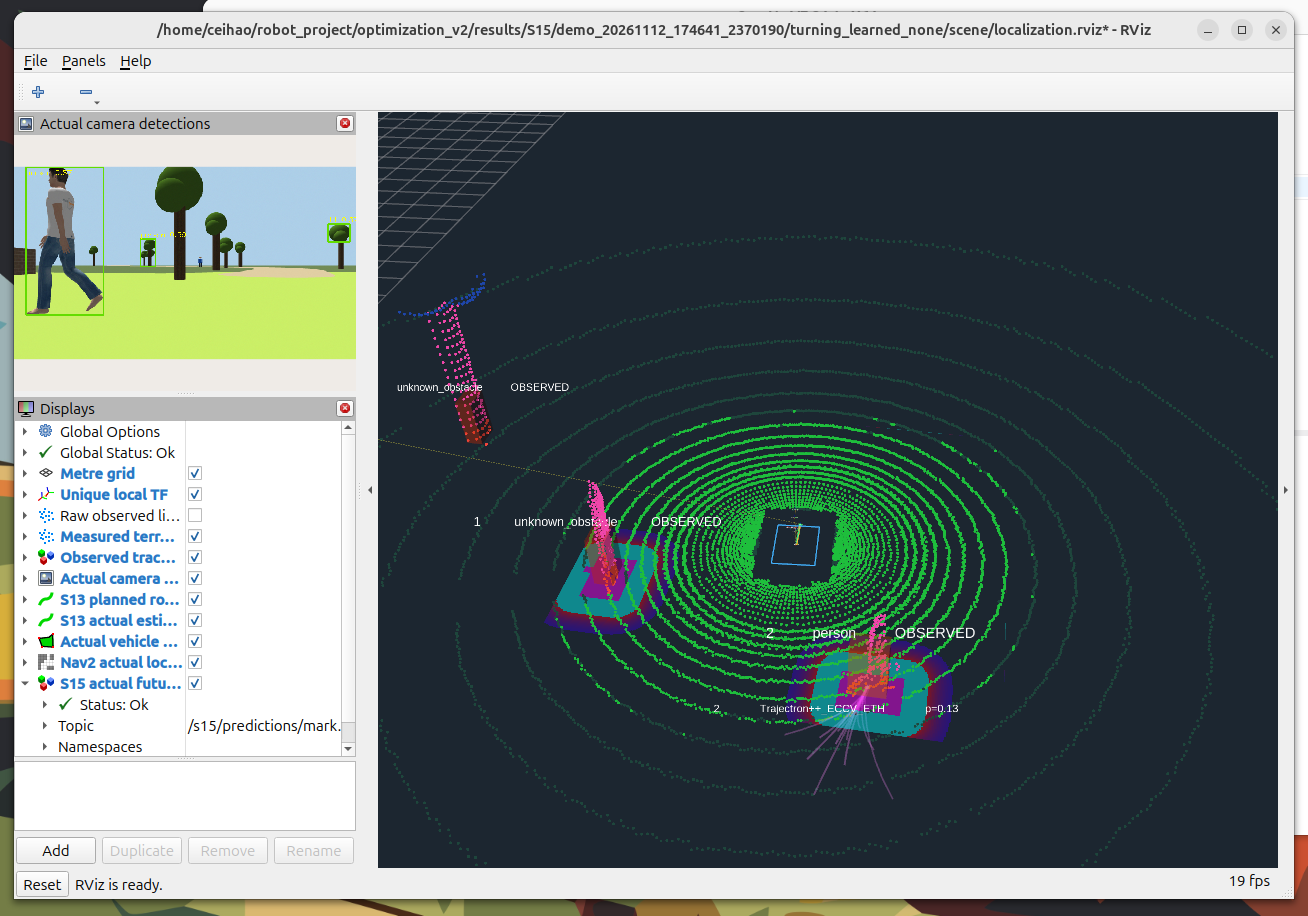 /home/ceihao/robot_project/optimization_v2/results/S15/demo_20261112_174641_2370190/turning_learned_none/scene/localization.rviz* - RViz
File Panels Help
Actual camera detections
Displays
Global Options
Global Status: Ok
Metre grid
Unique local TF
Raw observed li...
Measured terr...
Observed trac...
Actual camera ...
S13 planned ro...
S13 actual esti...
Actual vehicle ...
Nav2 actual loc...
S15 actual futu...
Status: Ok
Topic /s15/predictions/mark.
Namespaces
Add Duplicate Remove Rename
Reset RViz is ready.
unknown_obstacle OBSERVED
1 unknown_obstacle OBSERVED
2 person OBSERVED
2 Trajectron++ ECCV ETH p=0.13
19 fps